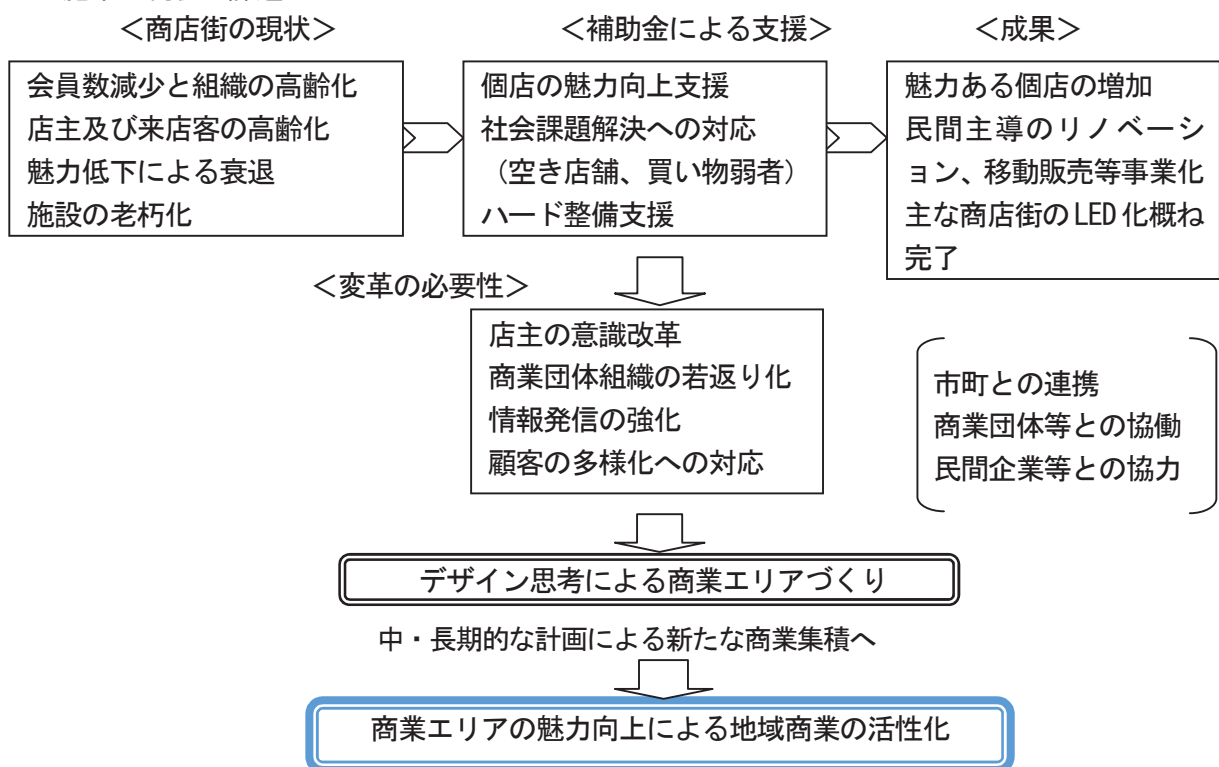 ＜商店街の現状＞
＜補助金による支援＞
＜成果＞
会員数減少と組織の高齢化
店主及び来店客の高齢化
魅力低下による衰退
施設の老朽化
個店の魅力向上支援
社会課題解決への対応
（空き店舗、買い物弱者）
ハード整備支援
魅力ある個店の増加
民間主導のリノベーシ
ョン、移動販売等事業化
主な商店街のLED化概ね
完了
＜変革の必要性＞
店主の意識改革
商業団体組織の若返り化
情報発信の強化
顧客の多様化への対応
市町との連携
商業団体等との協働
民間企業等との協力
デザイン思考による商業エリアづくり
中・長期的な計画による新たな商業集積へ
商業エリアの魅力向上による地域商業の活性化